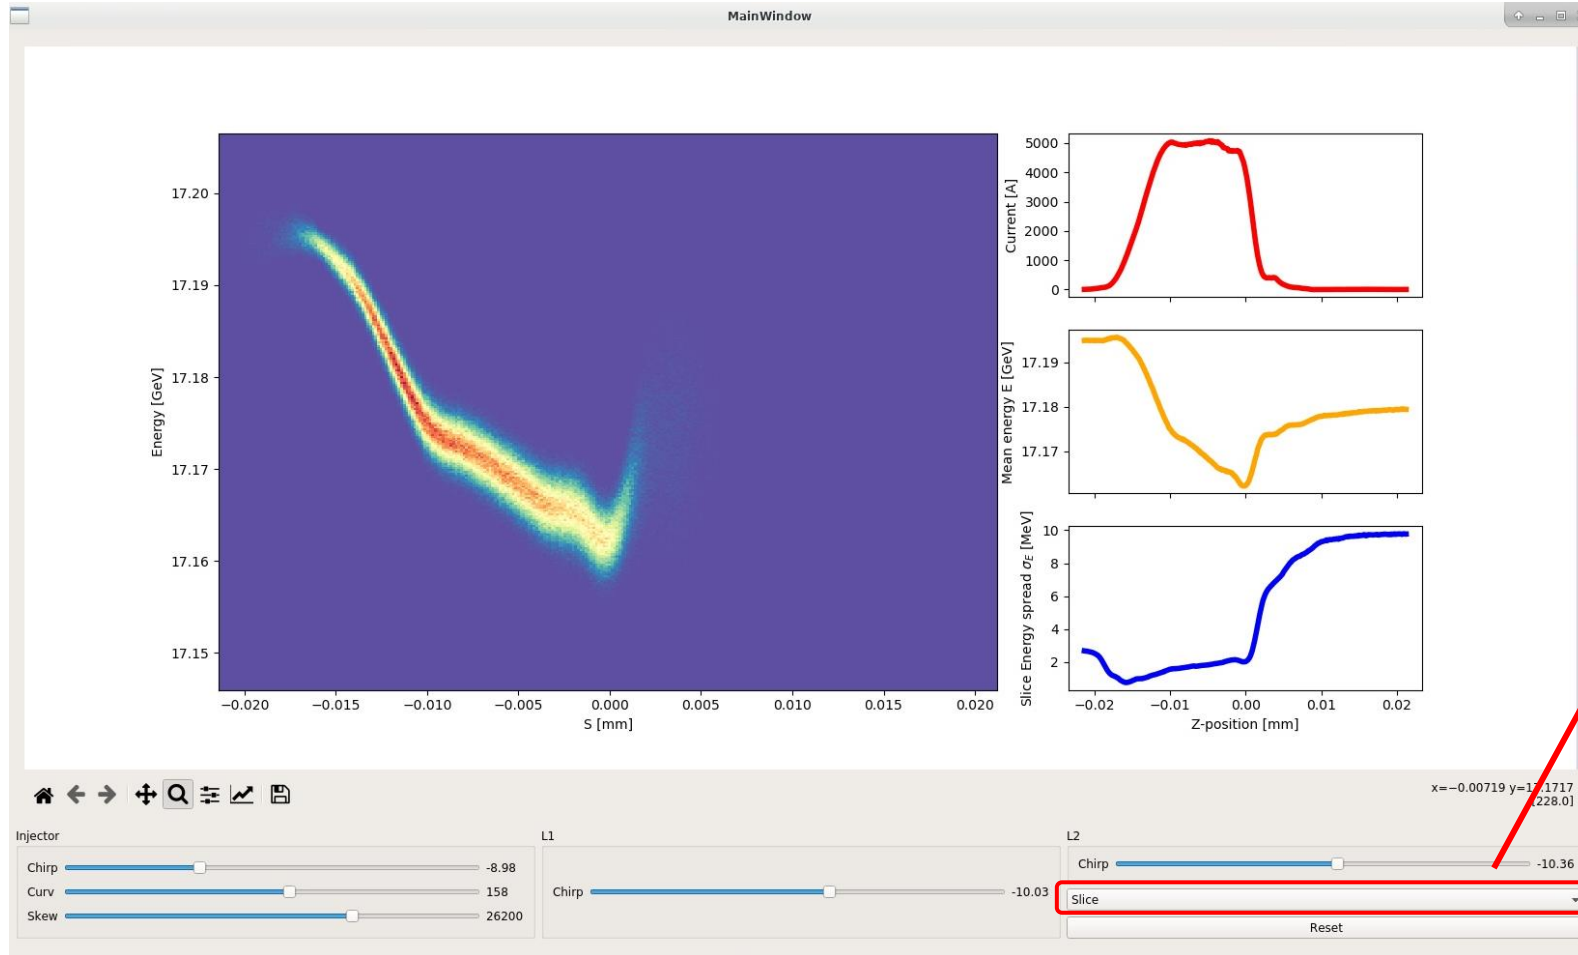 MainWindow
Energy [GeV]
17.20
17.19
17.18
17.17
17.16
17.15
−0.020 −0.015 −0.010 −0.005 0.000 0.005 0.010 0.015 0.020
S [mm]
Current [A]
5000
4000
3000
2000
1000
0
Mean energy E [GeV]
17.19
17.18
17.17
Slice Energy spread σE [MeV]
10
8
6
4
2
−0.02 −0.01 0.00 0.01 0.02
Z-position [mm]
x=−0.00719 y=17.1717
[228.0]
Injector
Chirp -8.98
Curv 158
Skew 26200
L1
Chirp -10.03
L2
Chirp -10.36
Slice
Reset